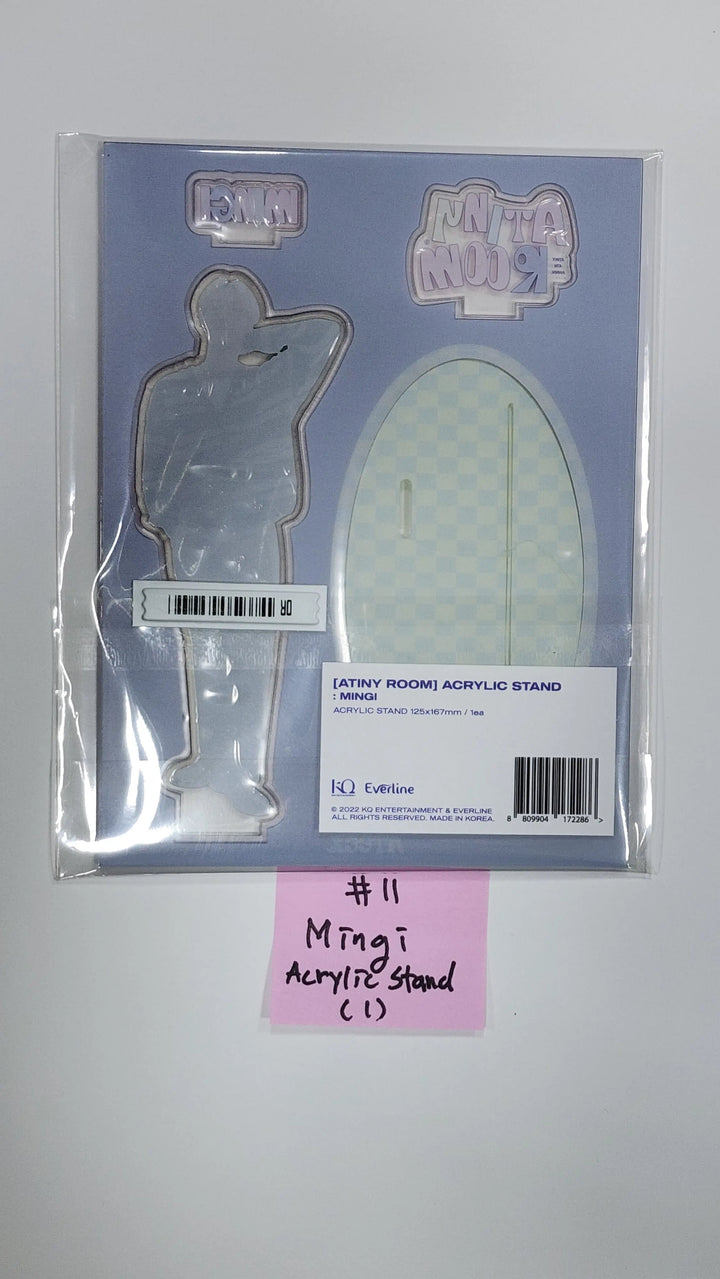 MINGI
ATINY
ROOM
[ATINY ROOM] ACRYLIC STAND
: MINGI
ACRYLIC STAND 125x167mm / 1ea
KQ Everline
© 2022 KQ ENTERTAINMENT & EVERLINE
ALL RIGHTS RESERVED. MADE IN KOREA.
8 809904 172286 >
#11
Mingi
Acrylic Stand
(1)